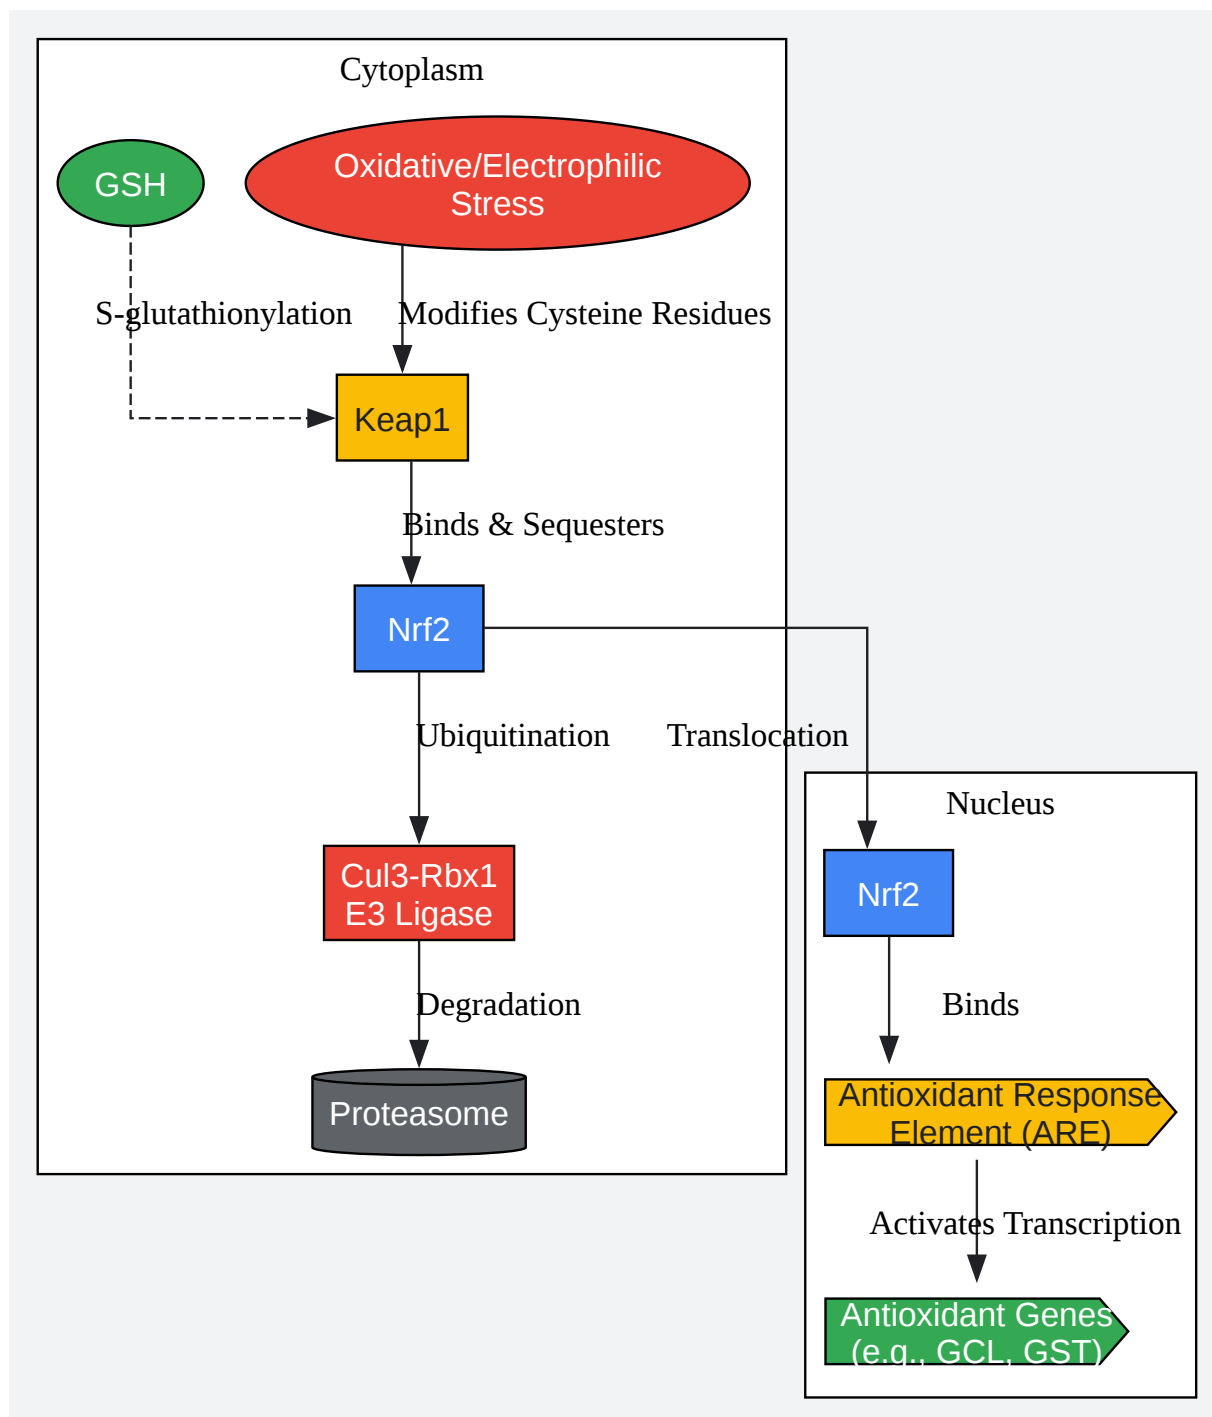 Cytoplasm
GSH
Oxidative/Electrophilic
Stress
S-glutathionylation
Modifies Cysteine Residues
Keap1
Binds & Sequesters
Nrf2
Ubiquitination
Translocation
Nucleus
Cul3-Rbx1
E3 Ligase
Nrf2
Degradation
Binds
Proteasome
Antioxidant Response
Element (ARE)
Activates Transcription
Antioxidant Genes
(e.g., GCL, GST)